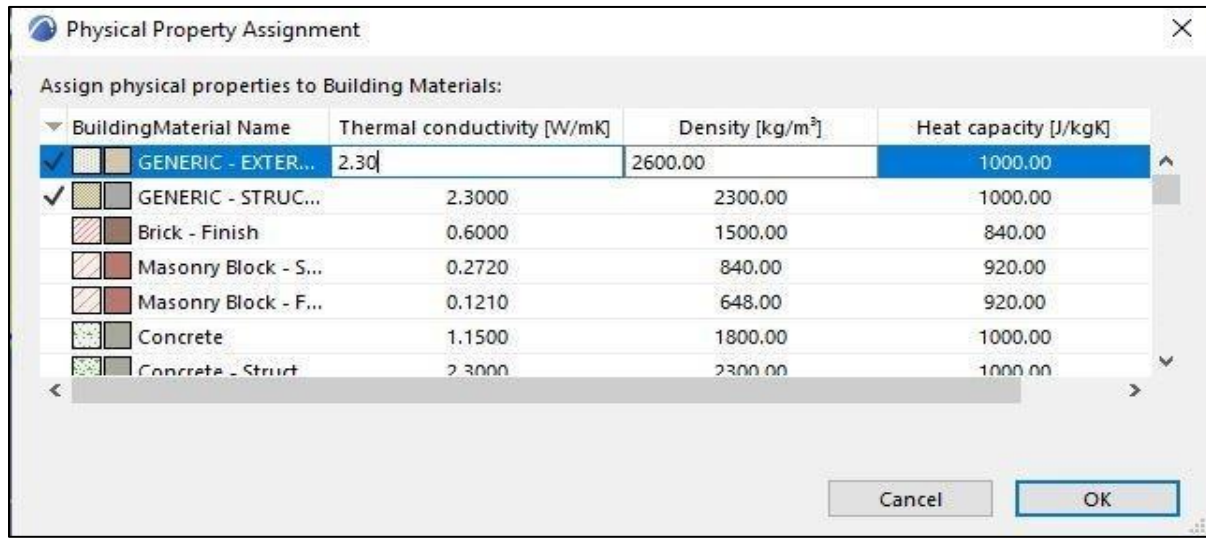 Physical Property Assignment
Assign physical properties to Building Materials:
BuildingMaterial Name Thermal conductivity [W/mK] Density [kg/m³] Heat capacity [J/kgK]
GENERIC - EXTER... 2.30 2600.00 1000.00
GENERIC - STRUC... 2.3000 2300.00 1000.00
Brick - Finish 0.6000 1500.00 840.00
Masonry Block - S... 0.2720 840.00 920.00
Masonry Block - F... 0.1210 648.00 920.00
Concrete 1.1500 1800.00 1000.00
Concrete - Struct 2.3000 2300.00 1000.00
Cancel OK